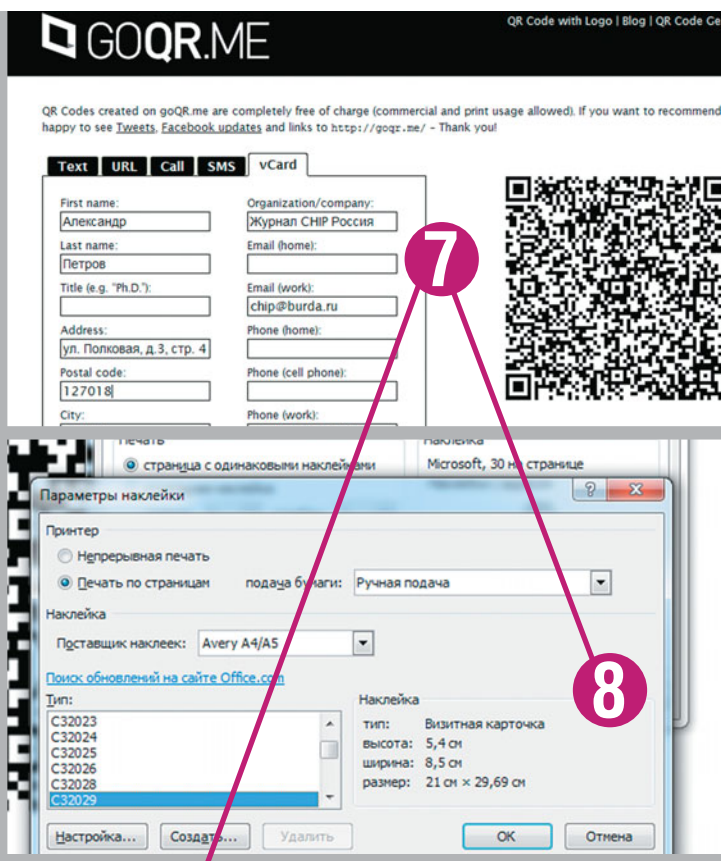 GOQR.ME
QR Code with Logo | Blog | QR Code Ge
QR Codes created on goQR.me are completely free of charge (commercial and print usage allowed). If you want to recommend
happy to see Tweets, Facebook updates and links to http://goqr.me/ – Thank you!
Text URL Call SMS vCard
First name:
Александр
Last name:
Петров
Title (e.g. "Ph.D."):
Address:
ул. Полковая, д.3, стр. 4
Postal code:
127018
City:
Organization/company:
Журнал CHIP Россия
Email (home):
Email (work):
chip@burda.ru
Phone (home):
Phone (cell phone):
Phone (work):
7
Печать
страница с одинаковыми наклейками
Наклейка
Microsoft, 30 на странице
Параметры наклейки
Принтер
Непрерывная печать
Печать по страницам подача бумаги: Ручная подача
Наклейка
Поставщик наклеек: Avery A4/A5
Поиск обновлений на сайте Office.com
8
Тип:
C32023
C32024
C32025
C32026
C32028
C32029
Наклейка
тип: Визитная карточка
высота: 5,4 см
ширина: 8,5 см
размер: 21 см × 29,69 см
Настройка... Создать... Удалить OK Отмена